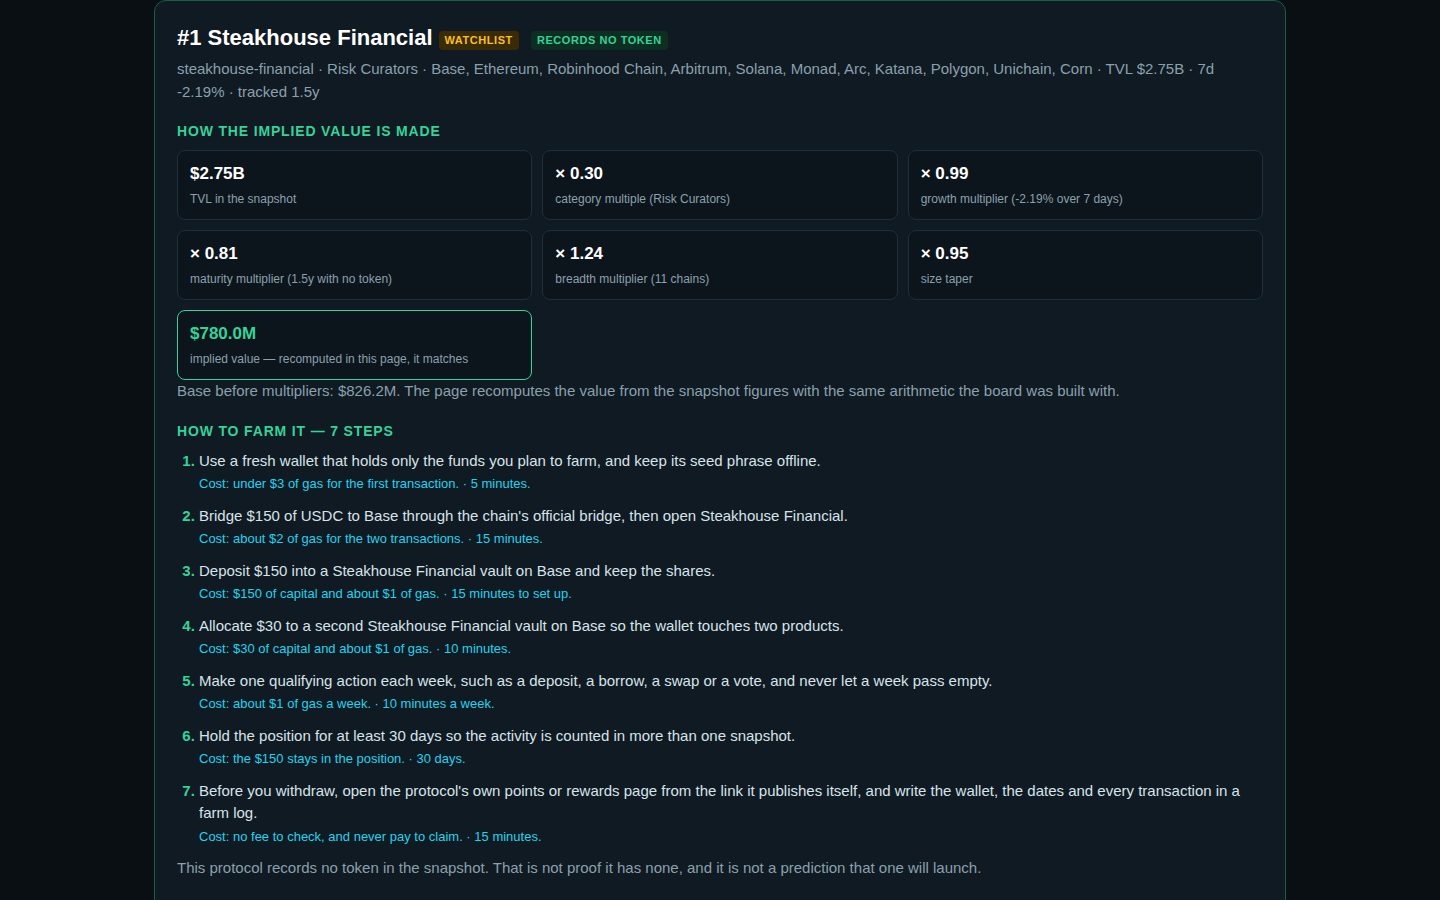 #1 Steakhouse Financial WATCHLIST RECORDS NO TOKEN
steakhouse-financial · Risk Curators · Base, Ethereum, Robinhood Chain, Arbitrum, Solana, Monad, Arc, Katana, Polygon, Unichain, Corn · TVL $2.75B · 7d
-2.19% · tracked 1.5y
HOW THE IMPLIED VALUE IS MADE
$2.75B
TVL in the snapshot
× 0.30
category multiple (Risk Curators)
× 0.99
growth multiplier (-2.19% over 7 days)
× 0.81
maturity multiplier (1.5y with no token)
× 1.24
breadth multiplier (11 chains)
× 0.95
size taper
$780.0M
implied value — recomputed in this page, it matches
Base before multipliers: $826.2M. The page recomputes the value from the snapshot figures with the same arithmetic the board was built with.
HOW TO FARM IT — 7 STEPS
1. Use a fresh wallet that holds only the funds you plan to farm, and keep its seed phrase offline.
Cost: under $3 of gas for the first transaction. · 5 minutes.
2. Bridge $150 of USDC to Base through the chain's official bridge, then open Steakhouse Financial.
Cost: about $2 of gas for the two transactions. · 15 minutes.
3. Deposit $150 into a Steakhouse Financial vault on Base and keep the shares.
Cost: $150 of capital and about $1 of gas. · 15 minutes to set up.
4. Allocate $30 to a second Steakhouse Financial vault on Base so the wallet touches two products.
Cost: $30 of capital and about $1 of gas. · 10 minutes.
5. Make one qualifying action each week, such as a deposit, a borrow, a swap or a vote, and never let a week pass empty.
Cost: about $1 of gas a week. · 10 minutes a week.
6. Hold the position for at least 30 days so the activity is counted in more than one snapshot.
Cost: the $150 stays in the position. · 30 days.
7. Before you withdraw, open the protocol's own points or rewards page from the link it publishes itself, and write the wallet, the dates and every transaction in a
farm log.
Cost: no fee to check, and never pay to claim. · 15 minutes.
This protocol records no token in the snapshot. That is not proof it has none, and it is not a prediction that one will launch.